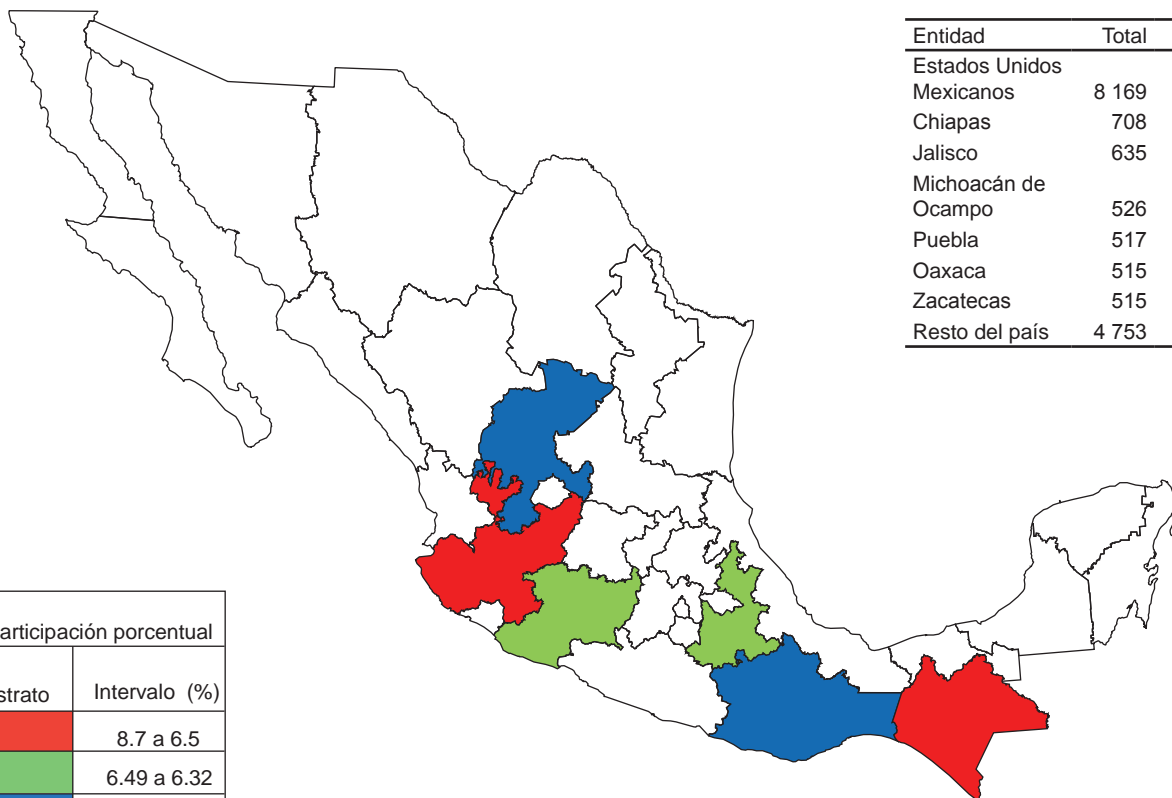 Entidad Total
Estados Unidos
Mexicanos 8 169
Chiapas 708
Jalisco 635
Michoacán de
Ocampo 526
Puebla 517
Oaxaca 515
Zacatecas 515
Resto del país 4 753
articipación porcentual
strato Intervalo (%)
8.7 a 6.5
6.49 a 6.32